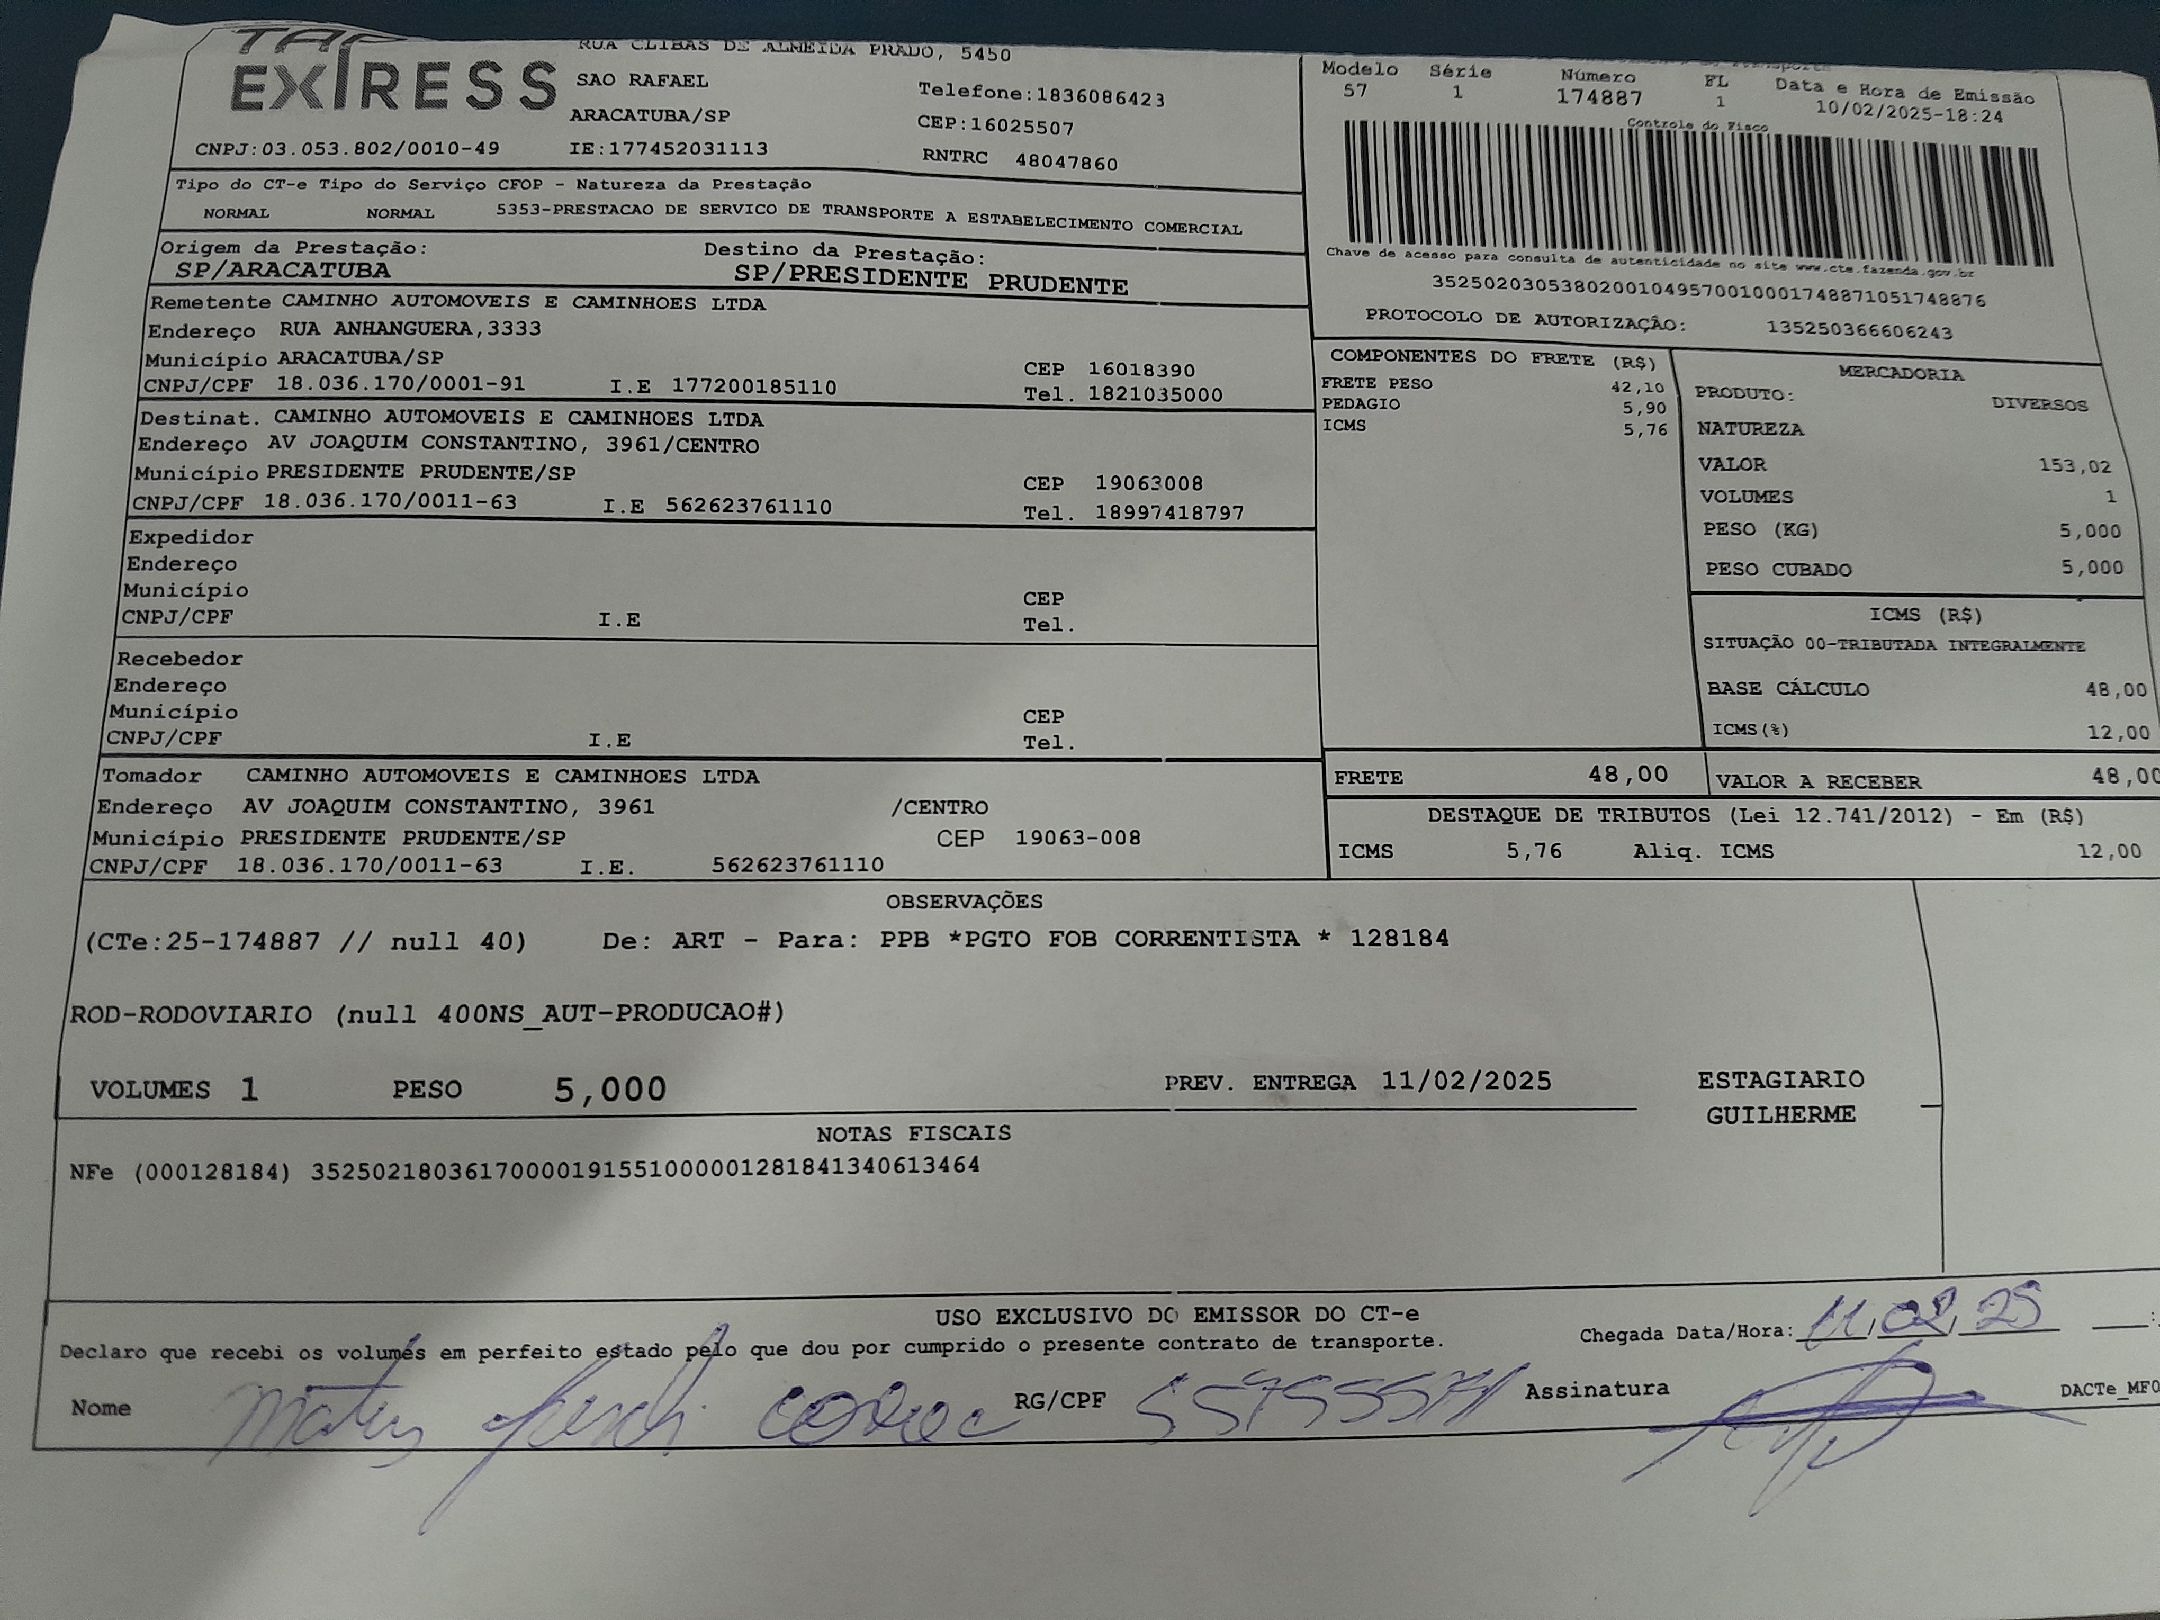 EXPRESS
RUA CLIBAS DE ALMEIDA PRADO, 5450
SAO RAFAEL
Telefone:1836086423
ARACATUBA/SP
CEP:16025507
CNPJ:03.053.802/0010-49 IE:177452031113
RNTRC 48047860
Modelo Série Número FL Data e Hora de Emissão
57 1 174887 1 10/02/2025-18:24
Controle do Fisco
Chave de acesso para consulta de autenticidade no site www.cte.fazenda.gov.br
35250203053802001049570010001748871051748876
PROTOCOLO DE AUTORIZAÇÃO: 135250366606243
Tipo do CT-e Tipo do Serviço CFOP - Natureza da Prestação
NORMAL NORMAL 5353-PRESTACAO DE SERVICO DE TRANSPORTE A ESTABELECIMENTO COMERCIAL
Origem da Prestação: Destino da Prestação:
SP/ARACATUBA SP/PRESIDENTE PRUDENTE
Remetente CAMINHO AUTOMOVEIS E CAMINHOES LTDA
Endereço RUA ANHANGUERA,3333
Município ARACATUBA/SP CEP 16018390
CNPJ/CPF 18.036.170/0001-91 I.E 177200185110 Tel. 1821035000
Destinat. CAMINHO AUTOMOVEIS E CAMINHOES LTDA
Endereço AV JOAQUIM CONSTANTINO, 3961/CENTRO
Município PRESIDENTE PRUDENTE/SP CEP 19063008
CNPJ/CPF 18.036.170/0011-63 I.E 562623761110 Tel. 18997418797
Expedidor
Endereço
Município CEP
CNPJ/CPF I.E Tel.
Recebedor
Endereço
Município CEP
CNPJ/CPF I.E Tel.
Tomador CAMINHO AUTOMOVEIS E CAMINHOES LTDA
Endereço AV JOAQUIM CONSTANTINO, 3961 /CENTRO
Município PRESIDENTE PRUDENTE/SP CEP 19063-008
CNPJ/CPF 18.036.170/0011-63 I.E. 562623761110
COMPONENTES DO FRETE (R$)
FRETE PESO 42,10
PEDAGIO 5,90
ICMS 5,76
MERCADORIA
PRODUTO: DIVERSOS
NATUREZA
VALOR 153,02
VOLUMES 1
PESO (KG) 5,000
PESO CUBADO 5,000
ICMS (R$)
SITUAÇÃO 00-TRIBUTADA INTEGRALMENTE
BASE CÁLCULO 48,00
ICMS(%) 12,00
FRETE 48,00 VALOR A RECEBER 48,00
DESTAQUE DE TRIBUTOS (Lei 12.741/2012) - Em (R$)
ICMS 5,76 Aliq. ICMS 12,00
OBSERVAÇÕES
(CTe:25-174887 // null 40) De: ART - Para: PPB *PGTO FOB CORRENTISTA * 128184
ROD-RODOVIARIO (null 400NS_AUT-PRODUCAO#)
VOLUMES 1 PESO 5,000 PREV. ENTREGA 11/02/2025 ESTAGIARIO
GUILHERME
NOTAS FISCAIS
NFe (000128184) 35250218036170000191551000001281841340613464
USO EXCLUSIVO DO EMISSOR DO CT-e
Declaro que recebi os volumes em perfeito estado pelo que dou por cumprido o presente contrato de transporte.
Chegada Data/Hora: 11,02,25
Nome RG/CPF Assinatura
DACTe_MF0